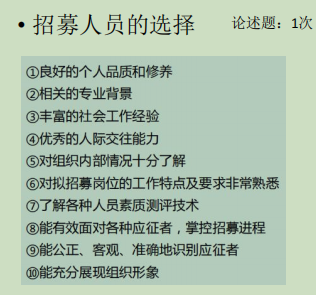 • 招募人员的选择
论述题：1次
①良好的个人品质和修养
②相关的专业背景
③丰富的社会工作经验
④优秀的人际交往能力
⑤对组织内部情况十分了解
⑥对拟招募岗位的工作特点及要求非常熟悉
⑦了解各种人员素质测评技术
⑧能有效面对各种应征者，掌控招募进程
⑨能公正、客观、准确地识别应征者
⑩能充分展现组织形象